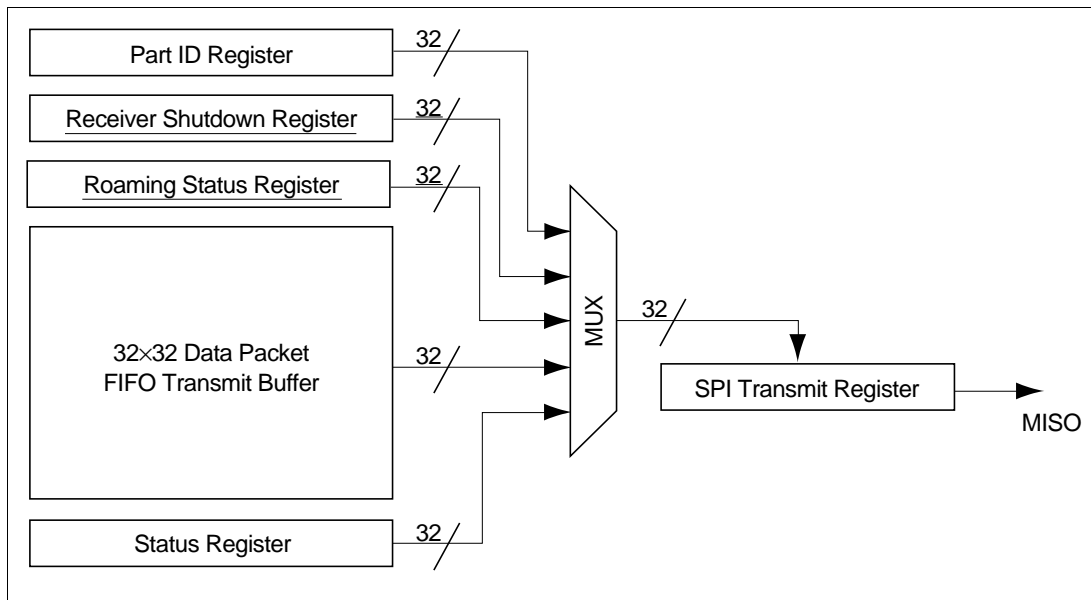 Part ID Register
32
Receiver Shutdown Register
32
Roaming Status Register
32
32×32 Data Packet
FIFO Transmit Buffer
32
Status Register
32
MUX
32
SPI Transmit Register
MISO